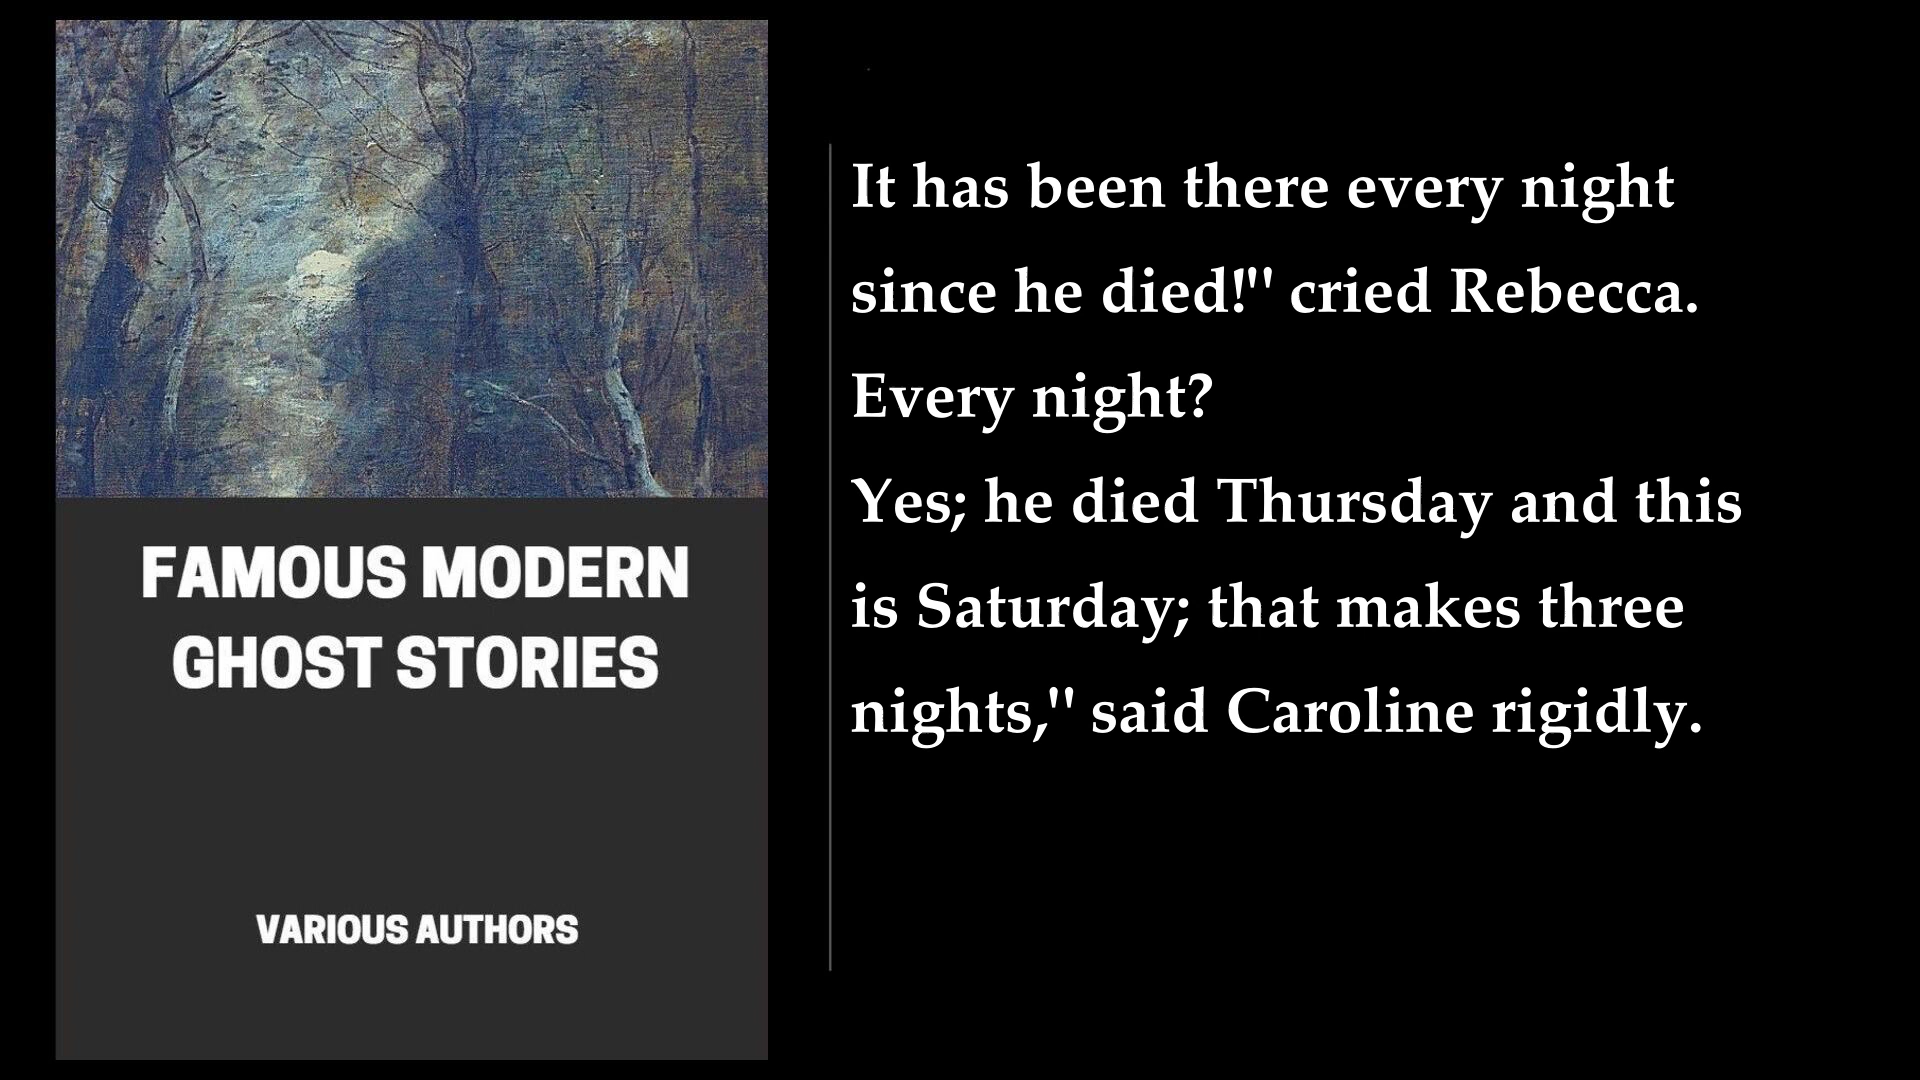 FAMOUS MODERN
GHOST STORIES
VARIOUS AUTHORS
It has been there every night
since he died!" cried Rebecca.
Every night?
Yes; he died Thursday and this
is Saturday; that makes three
nights," said Caroline rigidly.